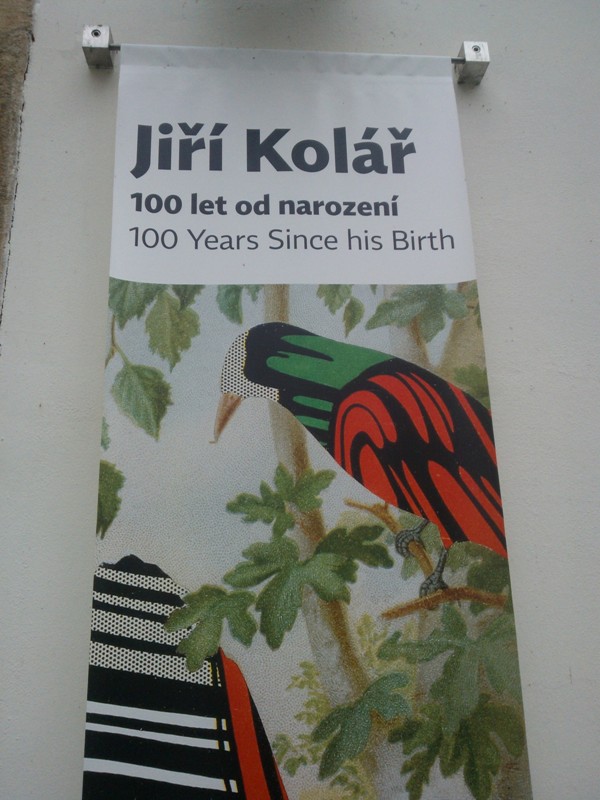 Jiří Kolář
100 let od narození
100 Years Since his Birth